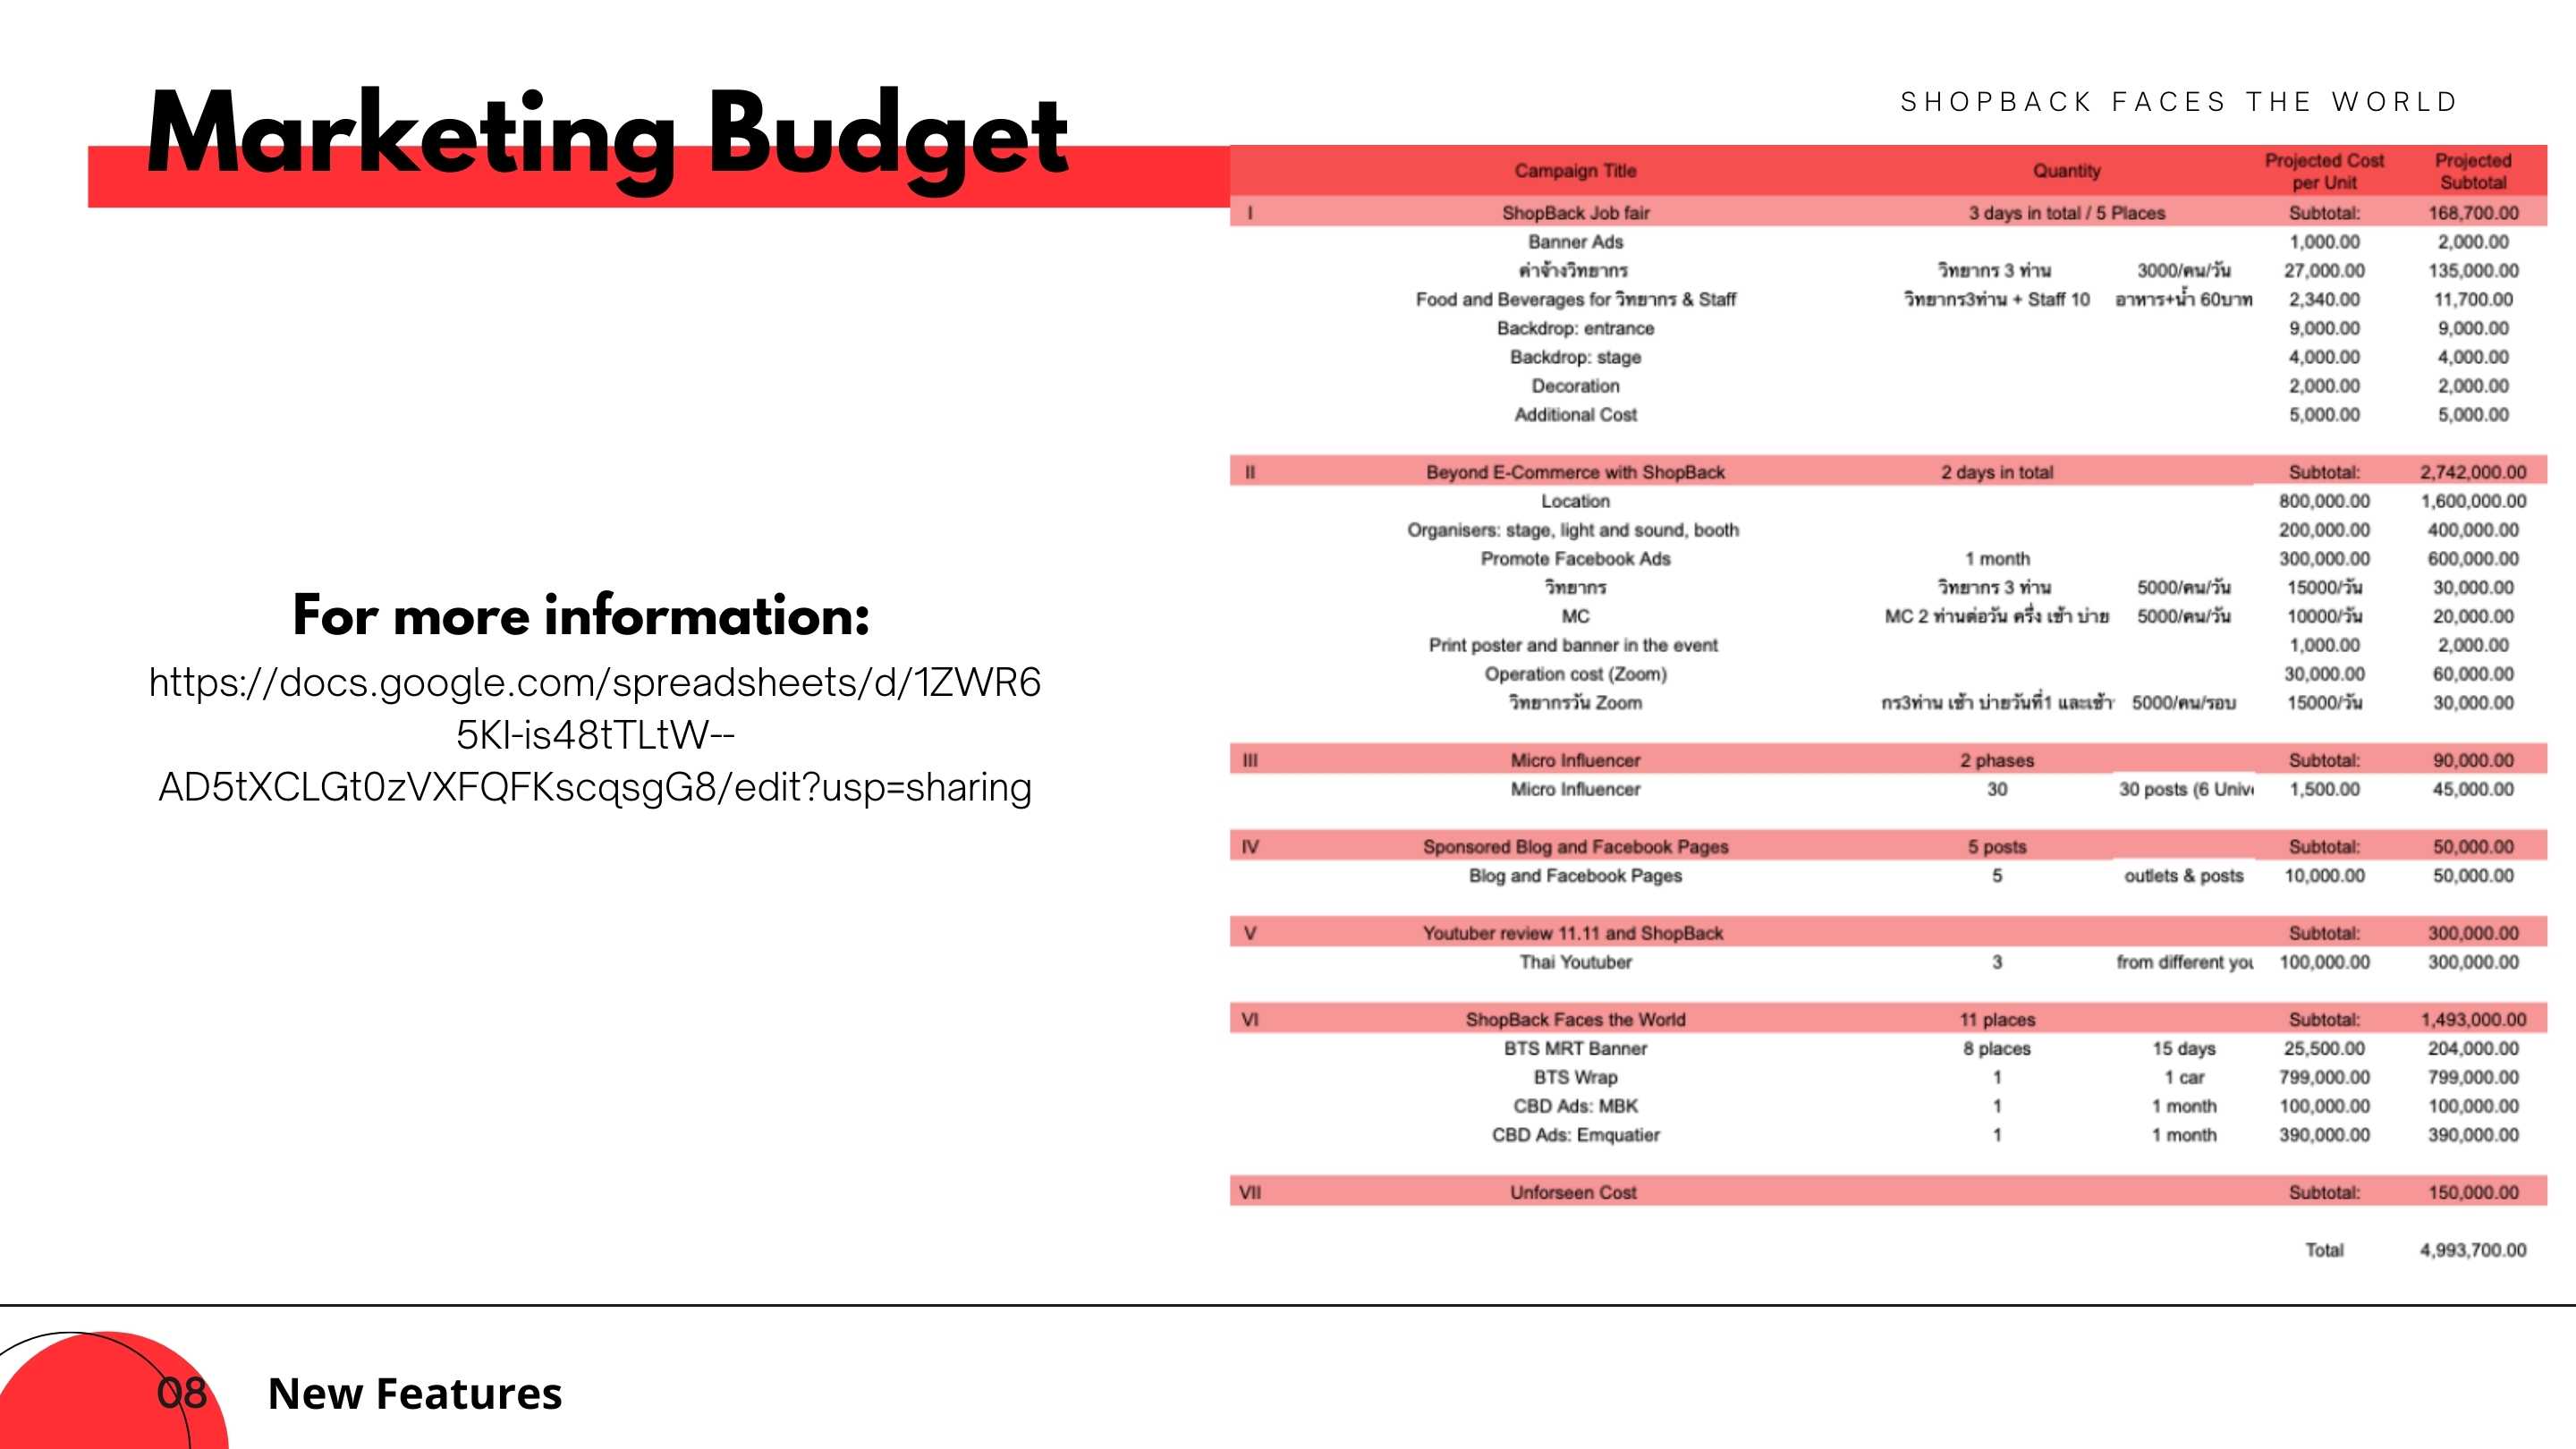 Marketing Budget
SHOPBACK FACES THE WORLD
For more information:
https://docs.google.com/spreadsheets/d/1ZWR6
5KI-is48tTLtW--
AD5tXCLGt0zVXFQFKscqsgG8/edit?usp=sharing
Campaign Title Quantity Projected Cost per Unit Projected Subtotal
I ShopBack Job fair 3 days in total / 5 Places Subtotal: 168,700.00
Banner Ads 1,000.00 2,000.00
ค่าจ้างวิทยากร วิทยากร 3 ท่าน 3000/คน/วัน 27,000.00 135,000.00
Food and Beverages for วิทยากร & Staff วิทยากร3ท่าน + Staff 10 อาหาร+น้ำ 60บาท 2,340.00 11,700.00
Backdrop: entrance 9,000.00 9,000.00
Backdrop: stage 4,000.00 4,000.00
Decoration 2,000.00 2,000.00
Additional Cost 5,000.00 5,000.00
II Beyond E-Commerce with ShopBack 2 days in total Subtotal: 2,742,000.00
Location 800,000.00 1,600,000.00
Organisers: stage, light and sound, booth 200,000.00 400,000.00
Promote Facebook Ads 1 month 300,000.00 600,000.00
วิทยากร วิทยากร 3 ท่าน 5000/คน/วัน 15000/วัน 30,000.00
MC MC 2 ท่านต่อวัน ครึ่ง เช้า บ่าย 5000/คน/วัน 10000/วัน 20,000.00
Print poster and banner in the event 1,000.00 2,000.00
Operation cost (Zoom) 30,000.00 60,000.00
วิทยากรวัน Zoom กร3ท่าน เช้า บ่ายวันที่1 และเช้า 5000/คน/รอบ 15000/วัน 30,000.00
III Micro Influencer 2 phases Subtotal: 90,000.00
Micro Influencer 30 30 posts (6 Univ 1,500.00 45,000.00
IV Sponsored Blog and Facebook Pages 5 posts Subtotal: 50,000.00
Blog and Facebook Pages 5 outlets & posts 10,000.00 50,000.00
V Youtuber review 11.11 and ShopBack Subtotal: 300,000.00
Thai Youtuber 3 from different you 100,000.00 300,000.00
VI ShopBack Faces the World 11 places Subtotal: 1,493,000.00
BTS MRT Banner 8 places 15 days 25,500.00 204,000.00
BTS Wrap 1 1 car 799,000.00 799,000.00
CBD Ads: MBK 1 1 month 100,000.00 100,000.00
CBD Ads: Emquatier 1 1 month 390,000.00 390,000.00
VII Unforseen Cost Subtotal: 150,000.00
Total 4,993,700.00
08 New Features